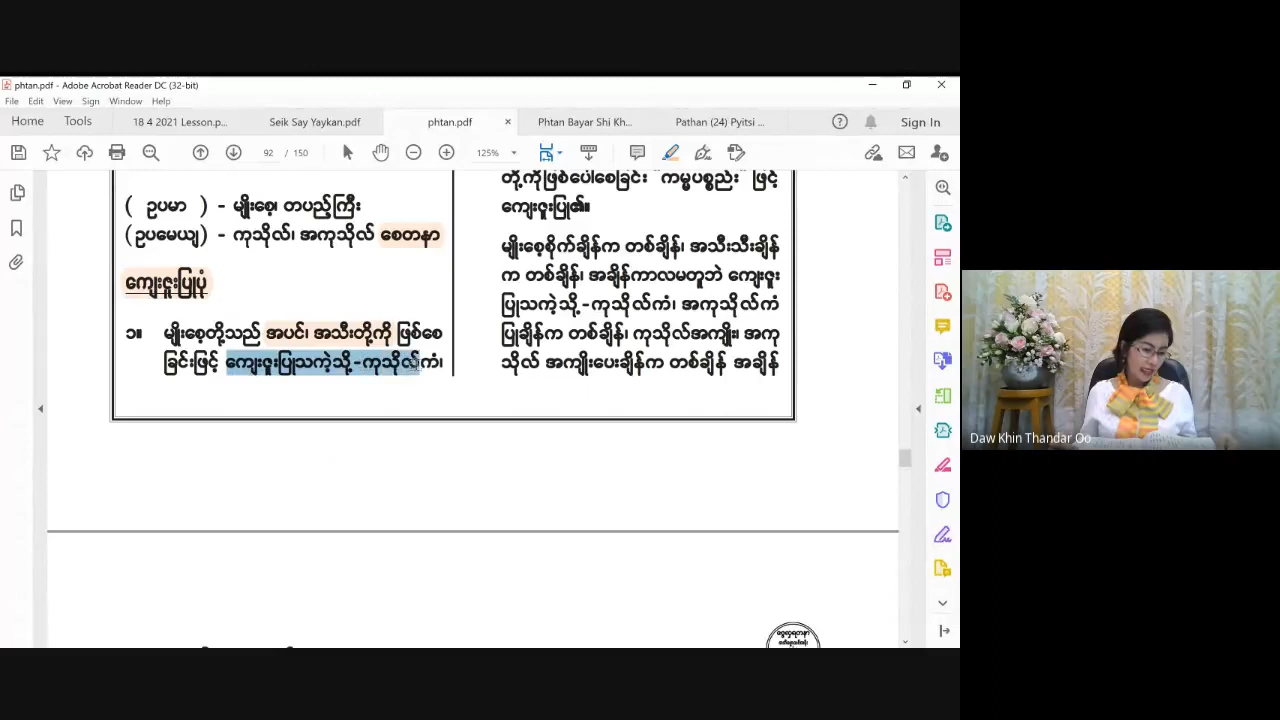 phtan.pdf - Adobe Acrobat Reader DC (32-bit)
File Edit View Sign Window Help
Home Tools 18 4 2021 Lesson.p... Seik Say Yaykan.pdf phtan.pdf × Phtan Bayar Shi Kh... Pathan (24) Pyitsi ... Sign In
92 / 150 125%
( ဥပမာ ) - မျိုးစေ့၊ တပည့်ကြီး
(ဥပမေယျ) - ကုသိုလ်၊ အကုသိုလ် စေတနာ
ကျေးဇူးပြုပုံ
၁။ မျိုးစေ့တို့သည် အပင်၊ အသီးတို့ကို ဖြစ်စေ
ခြင်းဖြင့် ကျေးဇူးပြုသကဲ့သို့-ကုသိုလ်ကံ၊
တို့ကိုဖြစ်ပေါ်စေခြင်း "ကမ္မပစ္စည်း" ဖြင့်
ကျေးဇူးပြု၏။
မျိုးစေ့စိုက်ချိန်က တစ်ချိန်၊ အသီးသီးချိန်
က တစ်ချိန်၊ အချိန်ကာလမတူဘဲ ကျေးဇူး
ပြုသကဲ့သို့-ကုသိုလ်ကံ၊ အကုသိုလ်ကံ
ပြုချိန်က တစ်ချိန်၊ ကုသိုလ်အကျိုး၊ အကု
သိုလ် အကျိုးပေးချိန်က တစ်ချိန် အချိန်
Daw Khin Thandar Oo